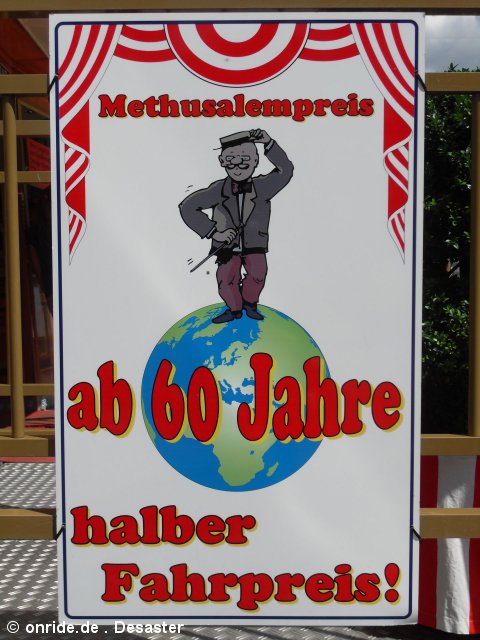 Methusalempreis
ab 60 Jahre
halber
Fahrpreis!
© onride.de . Desaster